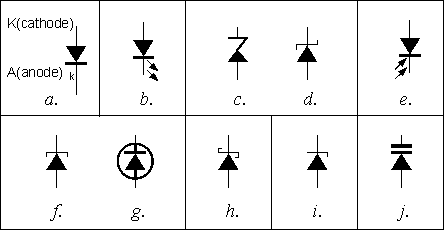 K(cathode)
A(anode) k
a. b. c. d. e.
f. g. h. i. j.